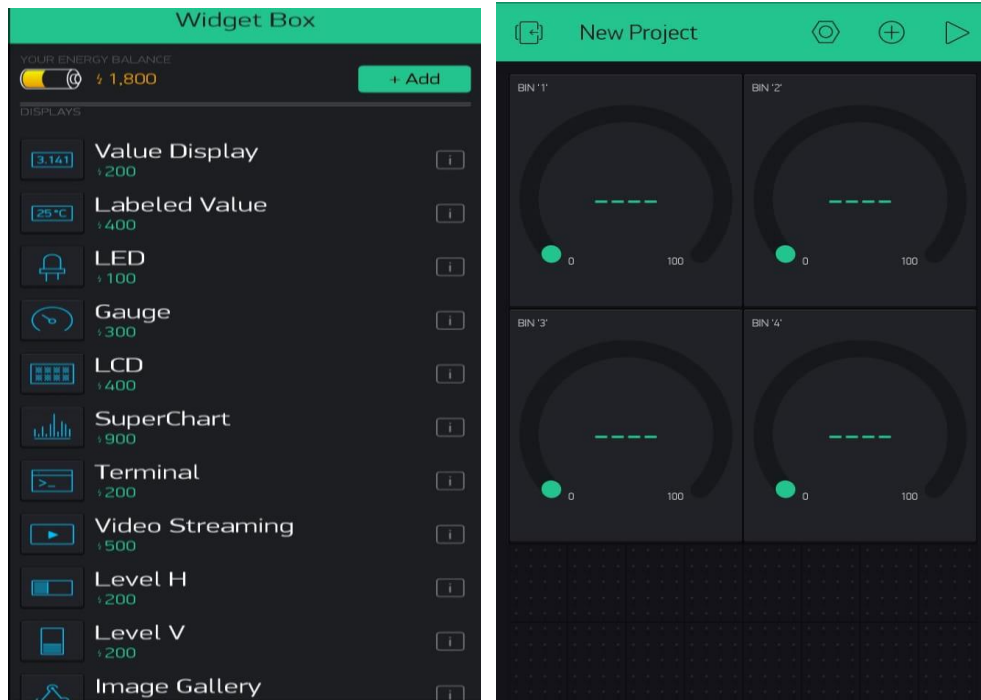 Widget Box
YOUR ENERGY BALANCE
1,800
+ Add
DISPLAYS
3.141
Value Display
200
25°C
Labeled Value
400
LED
100
Gauge
300
LCD
400
SuperChart
900
>_
Terminal
200
Video Streaming
500
Level H
200
Level V
200
Image Gallery
New Project
BIN '1'
----
0 100
BIN '2'
----
0 100
BIN '3'
----
0 100
BIN '4'
----
0 100